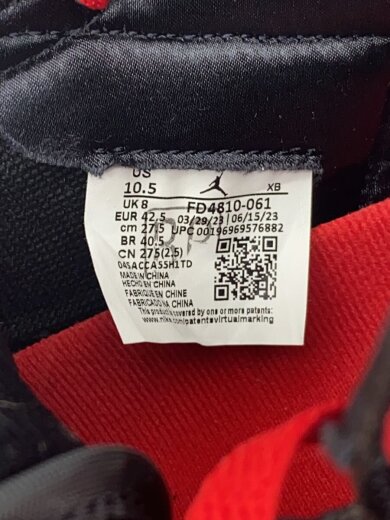 US
10.5 XB
UK 8 FD4810-061
EUR 42.5 03/29/23 06/15/23
cm 27.5 UPC 00196969576882
BR 40.5
CN 275(2.5)
04SACCA55H1TD
MADE IN CHINA
HECHO EN CHINA
FABRIQUE EN CHINE
FABRICADO NA CHINA
This product is covered by one or more patents:
www.nike.com/patentsvirtualmarking